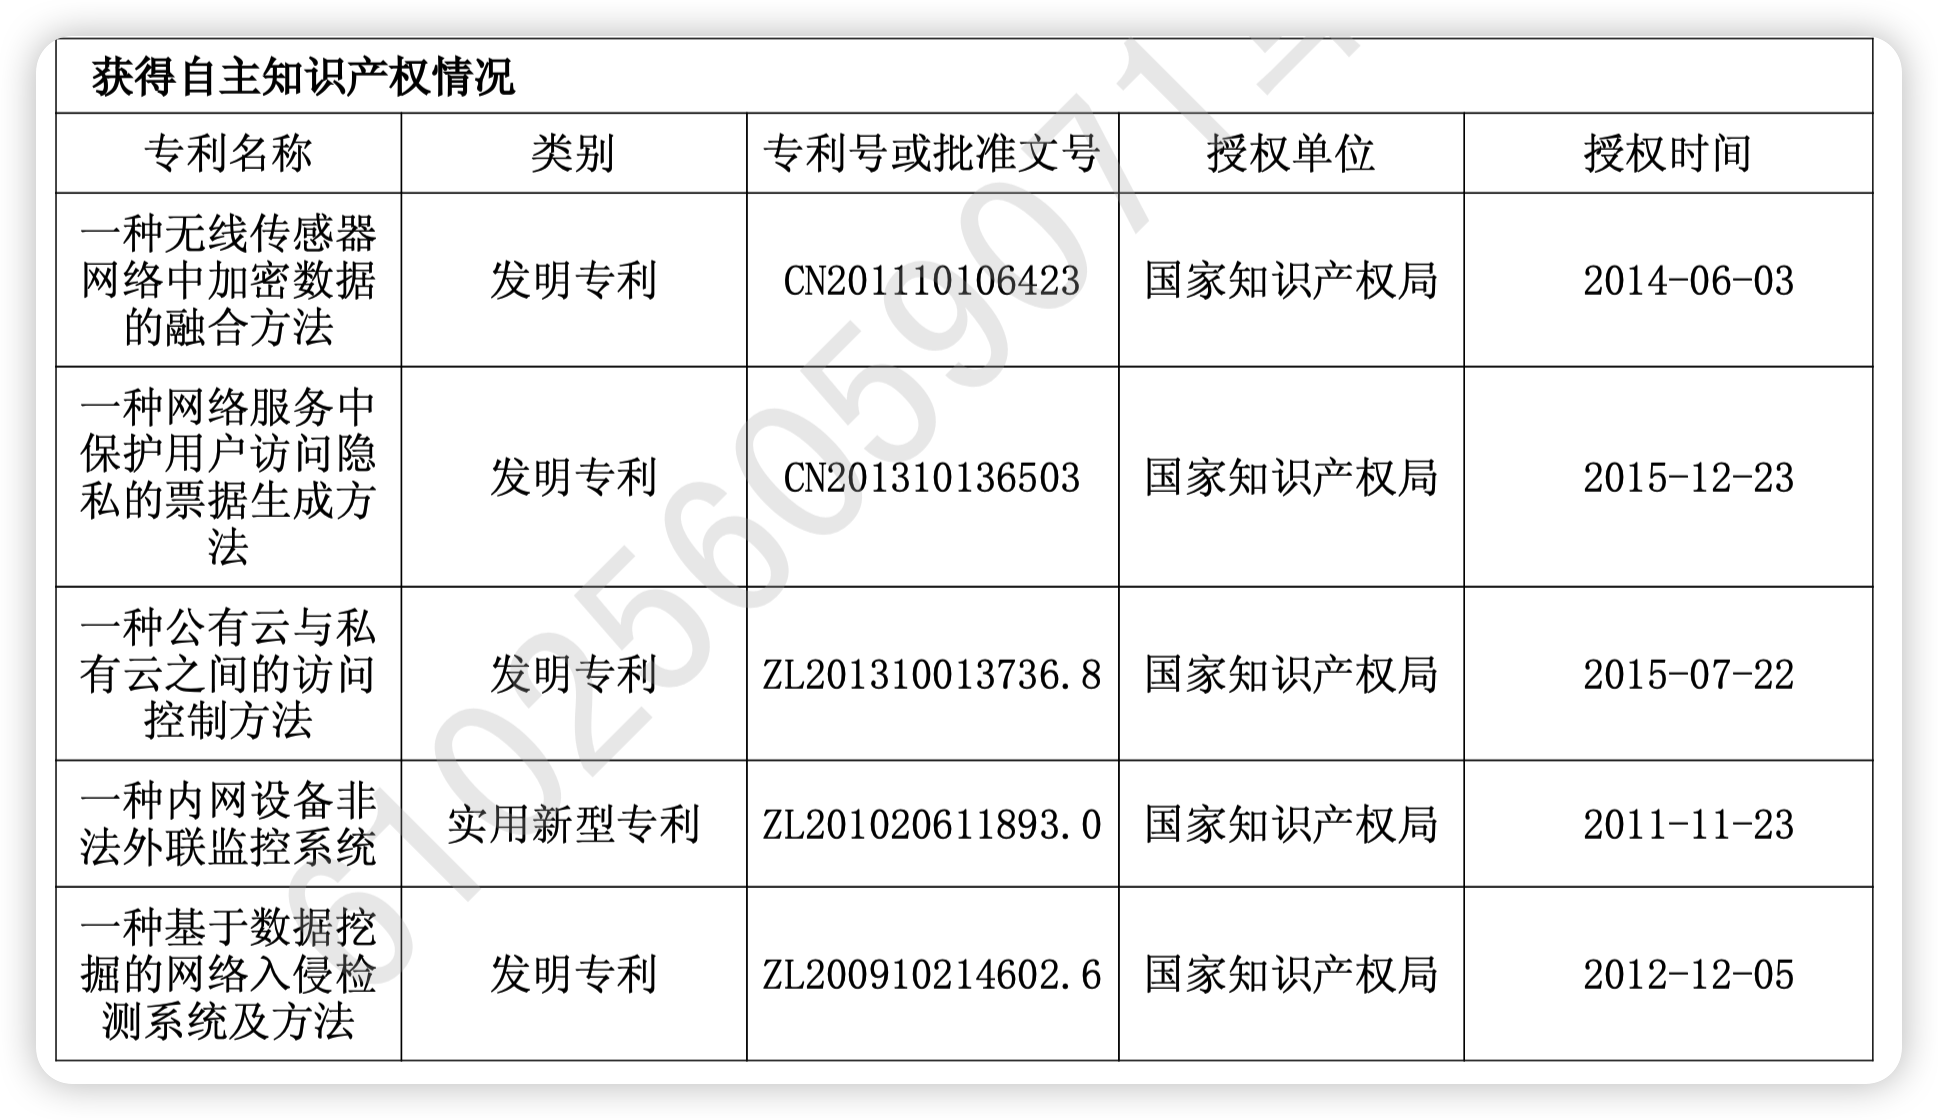 获得自主知识产权情况
专利名称 类别 专利号或批准文号 授权单位 授权时间
一种无线传感器
网络中加密数据
的融合方法
发明专利 CN201110106423 国家知识产权局 2014-06-03
一种网络服务中
保护用户访问隐
私的票据生成方
法
发明专利 CN201310136503 国家知识产权局 2015-12-23
一种公有云与私
有云之间的访问
控制方法
发明专利 ZL201310013736.8 国家知识产权局 2015-07-22
一种内网设备非
法外联监控系统
实用新型专利 ZL201020611893.0 国家知识产权局 2011-11-23
一种基于数据挖
掘的网络入侵检
测系统及方法
发明专利 ZL200910214602.6 国家知识产权局 2012-12-05
610256059071